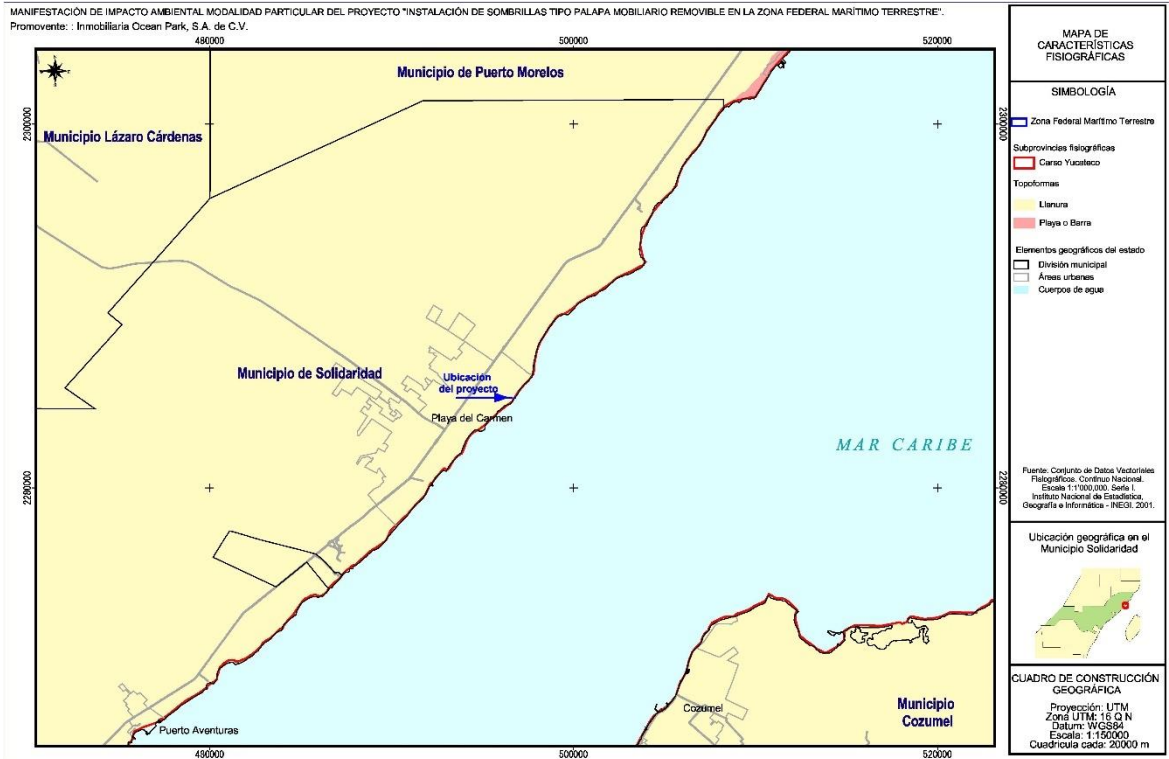 MANIFESTACIÓN DE IMPACTO AMBIENTAL MODALIDAD PARTICULAR DEL PROYECTO "INSTALACIÓN DE SOMBRILLAS TIPO PALAPA MOBILIARIO REMOVIBLE EN LA ZONA FEDERAL MARÍTIMO TERRESTRE".
Promovente: : Inmobiliaria Ocean Park, S.A. de C.V.
480000
500000
520000
Municipio de Puerto Morelos
2300000
Municipio Lázaro Cárdenas
2300000
Municipio de Solidaridad
Ubicación
del proyecto
Playa del Carmen
MAR CARIBE
2280000
2280000
Cozumel
Municipio
Cozumel
Puerto Aventuras
480000
500000
520000
MAPA DE
CARACTERÍSTICAS
FISIOGRÁFICAS
SIMBOLOGÍA
Zona Federal Marítimo Terrestre
Subprovincias fisiográficas
Carso Yucateco
Topoformas
Llanura
Playa o Barra
Elementos geográficos del estado
División municipal
Áreas urbanas
Cuerpos de agua
Fuente: Conjunto de Datos Vectoriales
Fisiográficos. Continuo Nacional.
Escala 1:1'000,000. Serie I.
Instituto Nacional de Estadística,
Geografía e Informática - INEGI. 2001.
Ubicación geográfica en el
Municipio Solidaridad
CUADRO DE CONSTRUCCIÓN
GEOGRÁFICA
Proyección: UTM
Zona UTM: 16 Q N
Datum: WGS84
Escala: 1:150000
Cuadrícula cada: 20000 m